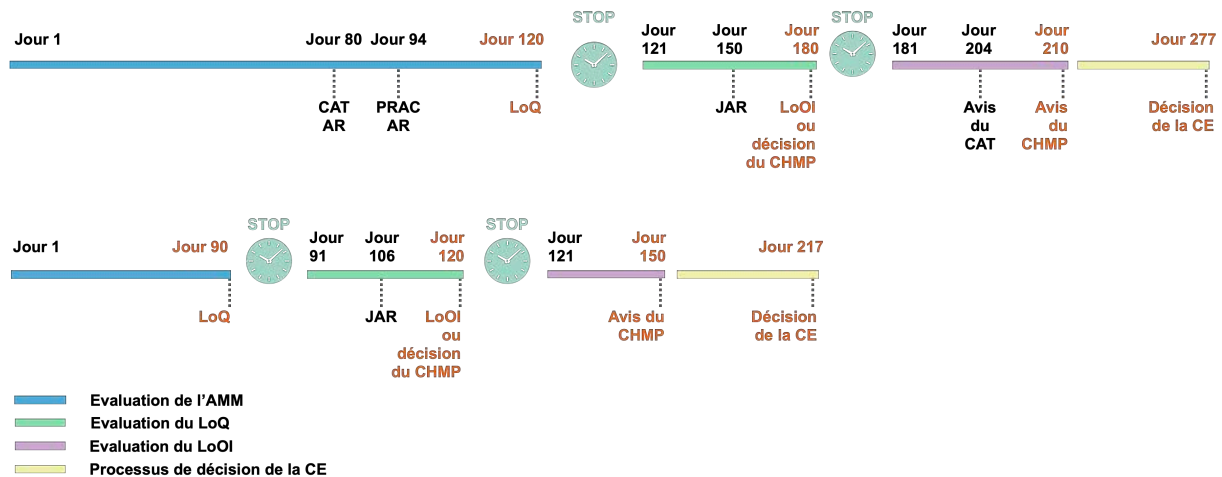 STOP
STOP
Jour 1
Jour 80
Jour 94
Jour 120
Jour
121
Jour
150
Jour
180
Jour
181
Jour
204
Jour
210
Jour 277
CAT
AR
PRAC
AR
LoQ
JAR
LoOI
ou
décision
du CHMP
Avis
du
CAT
Avis
du
CHMP
Décision
de la CE
STOP
STOP
Jour 1
Jour 90
Jour
91
Jour
106
Jour
120
Jour
121
Jour
150
Jour 217
LoQ
JAR
LoOI
ou
décision
du CHMP
Avis du
CHMP
Décision
de la CE
Evaluation de l'AMM
Evaluation du LoQ
Evaluation du LoOI
Processus de décision de la CE